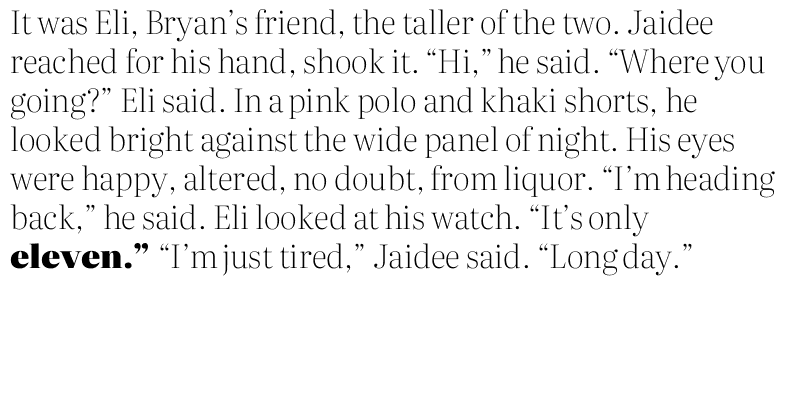 It was Eli, Bryan’s friend, the taller of the two. Jaidee
reached for his hand, shook it. “Hi,” he said. “Where you
going?” Eli said. In a pink polo and khaki shorts, he
looked bright against the wide panel of night. His eyes
were happy, altered, no doubt, from liquor. “I’m heading
back,” he said. Eli looked at his watch. “It’s only
eleven.” “I’m just tired,” Jaidee said. “Long day.”